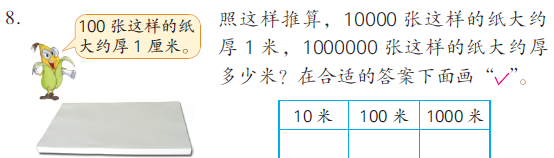 8.
100 张这样的纸
大约厚 1 厘米。
照这样推算，10000 张这样的纸大约
厚 1 米，1000000 张这样的纸大约厚
多少米？在合适的答案下面画“✓”。
10 米 100 米 1000 米